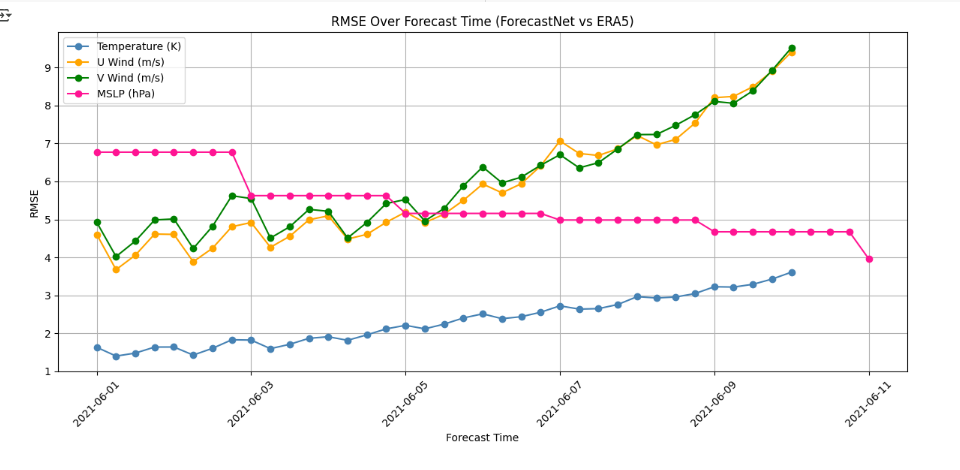 RMSE Over Forecast Time (ForecastNet vs ERA5)
Temperature (K)
U Wind (m/s)
V Wind (m/s)
MSLP (hPa)
9
8
7
6
5
4
3
2
1
RMSE
2021-06-01
2021-06-03
2021-06-05
2021-06-07
2021-06-09
2021-06-11
Forecast Time